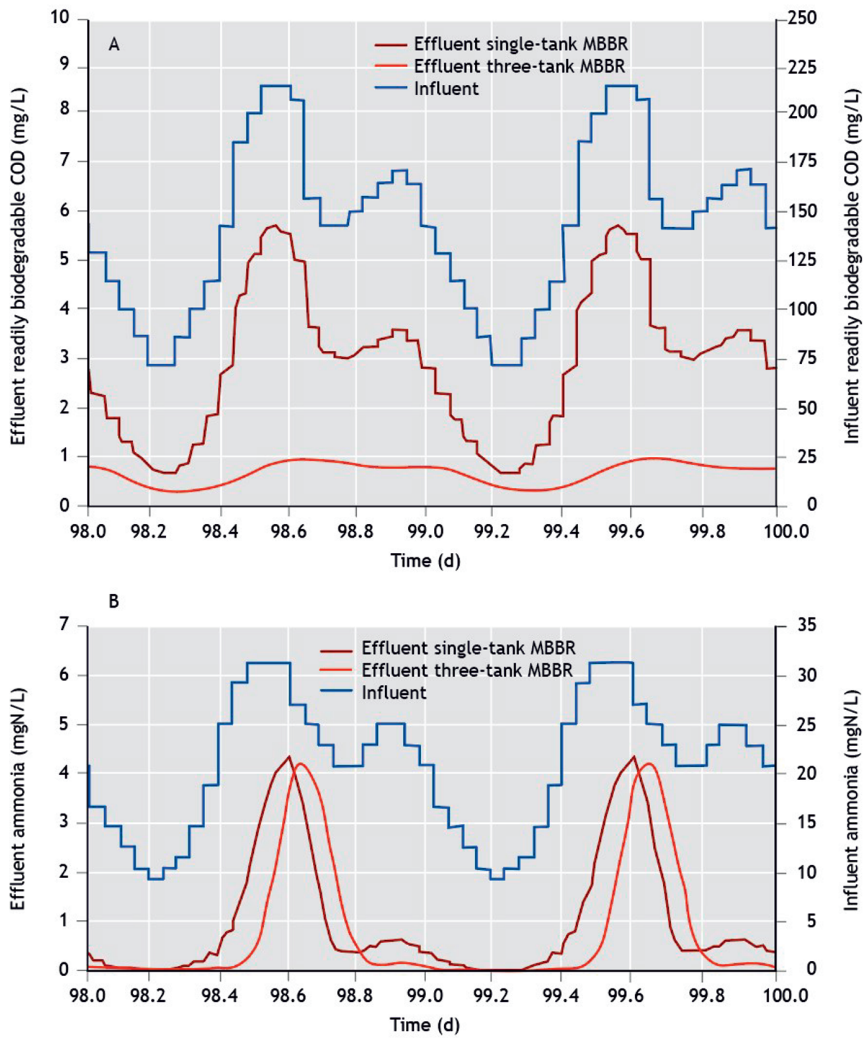 A
Effluent single-tank MBBR
Effluent three-tank MBBR
Influent
Effluent readily biodegradable COD (mg/L)
10
9
8
7
6
5
4
3
2
1
0
Influent readily biodegradable COD (mg/L)
250
225
200
175
150
125
100
75
50
25
0
98.0 98.2 98.4 98.6 98.8 99.0 99.2 99.4 99.6 99.8 100.0
Time (d)
B
Effluent single-tank MBBR
Effluent three-tank MBBR
Influent
Effluent ammonia (mgN/L)
7
6
5
4
3
2
1
0
Influent ammonia (mgN/L)
35
30
25
20
15
10
5
0
98.0 98.2 98.4 98.6 98.8 99.0 99.2 99.4 99.6 99.8 100.0
Time (d)